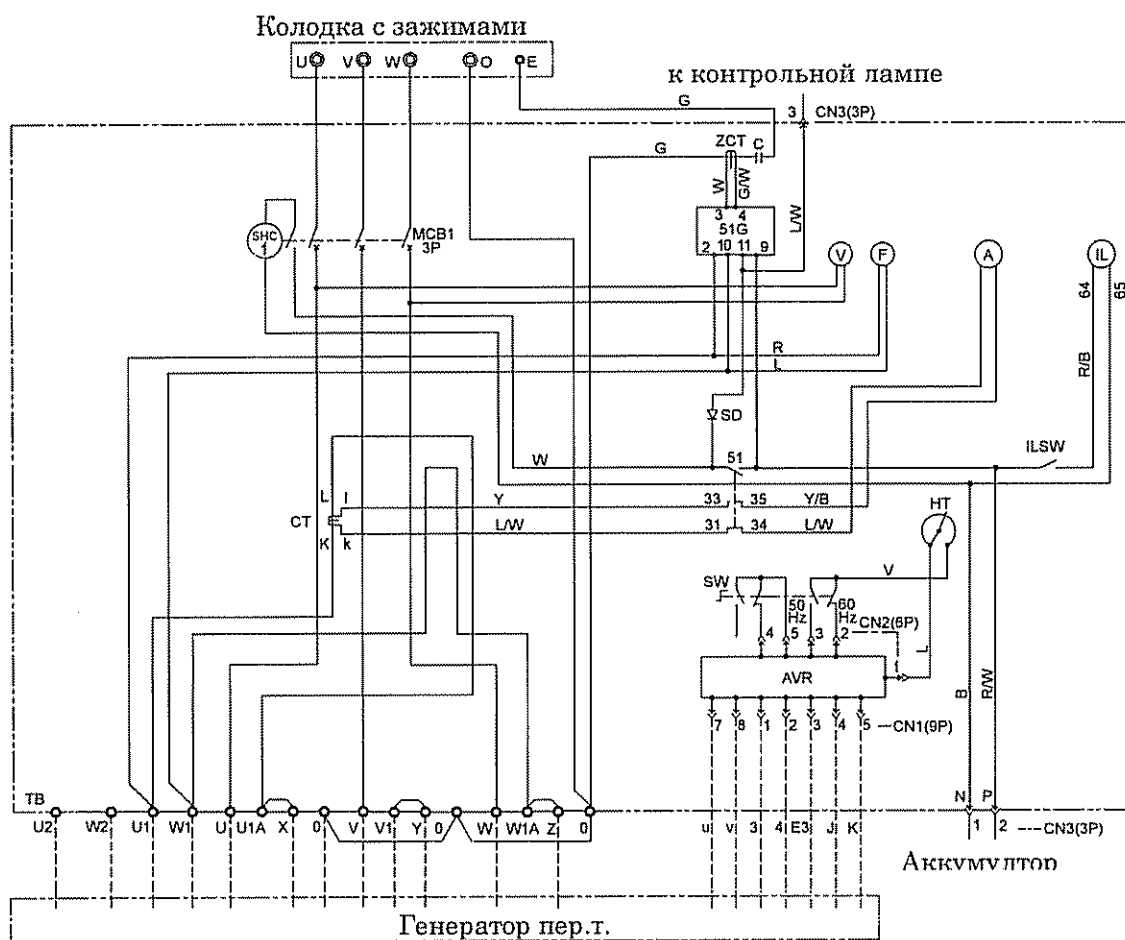 Колодка с зажимами
U V W O E
к контрольной лампе
G
3 CN3(3P)
G ZCT C
W G/W L/W
3 4
51G
2 10 11 9
SHC
MCB1
3P
V F A IL
64 65
R
L
R/B
SD
ILSW
W 51
L l Y 33 35 Y/B HT
CT L/W 31 34 L/W
K k
V
SW
50 Hz 60 Hz
CN2(6P)
4 5 3 2
L
AVR
B R/W
7 8 1 2 3 4 5 CN1(9P)
TB N P
U2 W2 U1 W1 U U1A X 0 V V1 Y 0 W W1A Z 0 u v 3 4 E3 J K 1 2 CN3(3P)
Аккумултор
Генератор пер.т.